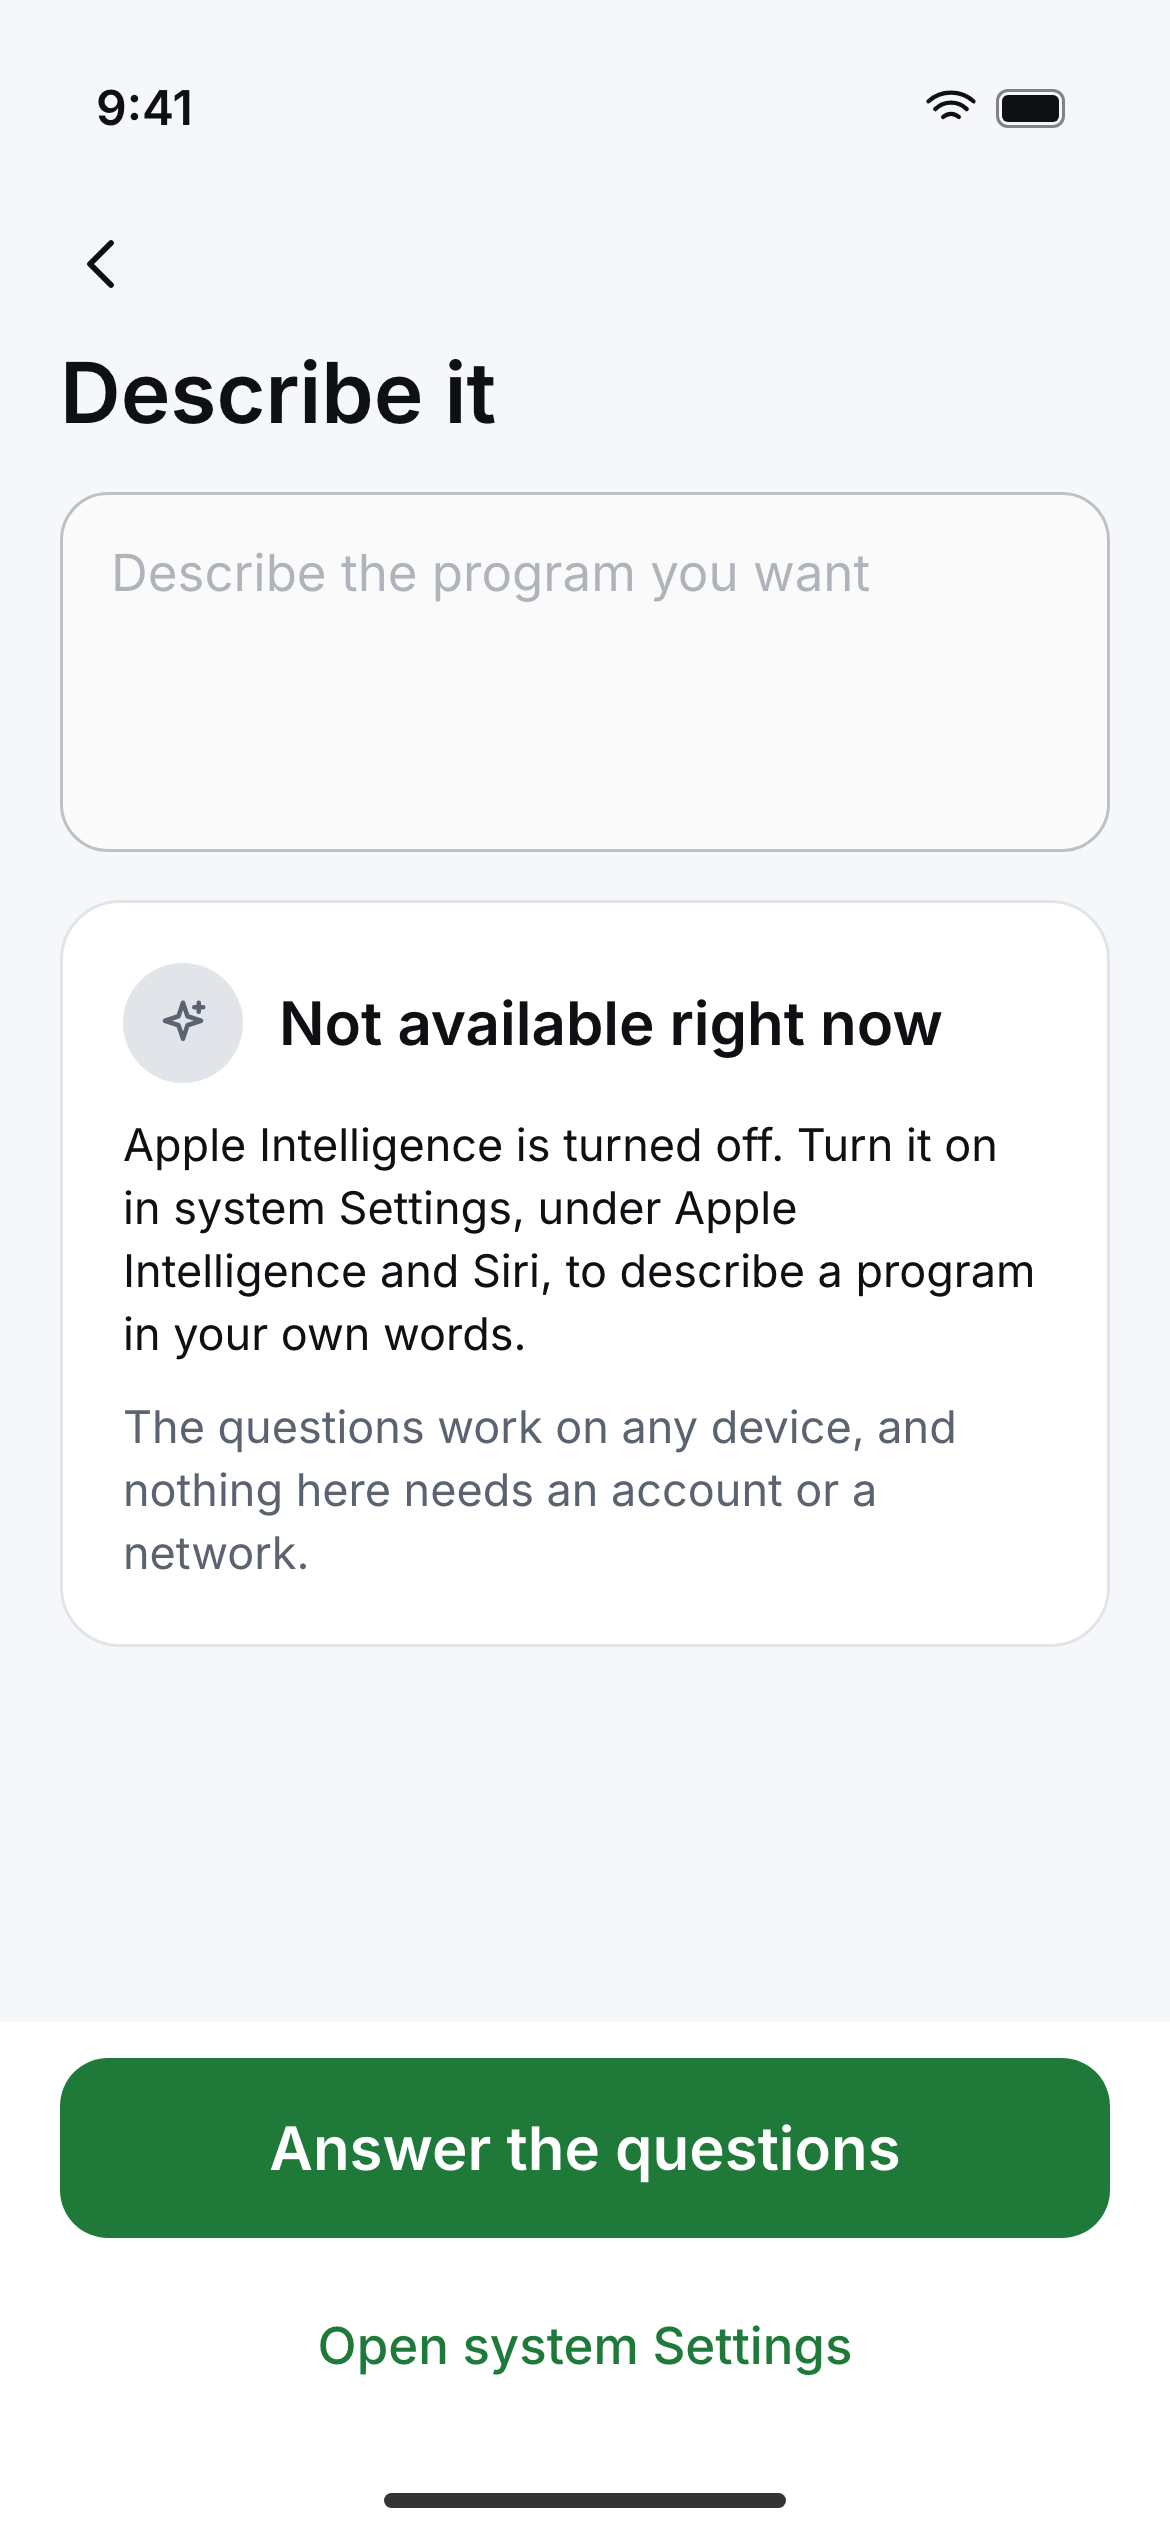 9:41
Describe it
Describe the program you want
Not available right now
Apple Intelligence is turned off. Turn it on
in system Settings, under Apple
Intelligence and Siri, to describe a program
in your own words.
The questions work on any device, and
nothing here needs an account or a
network.
Answer the questions
Open system Settings